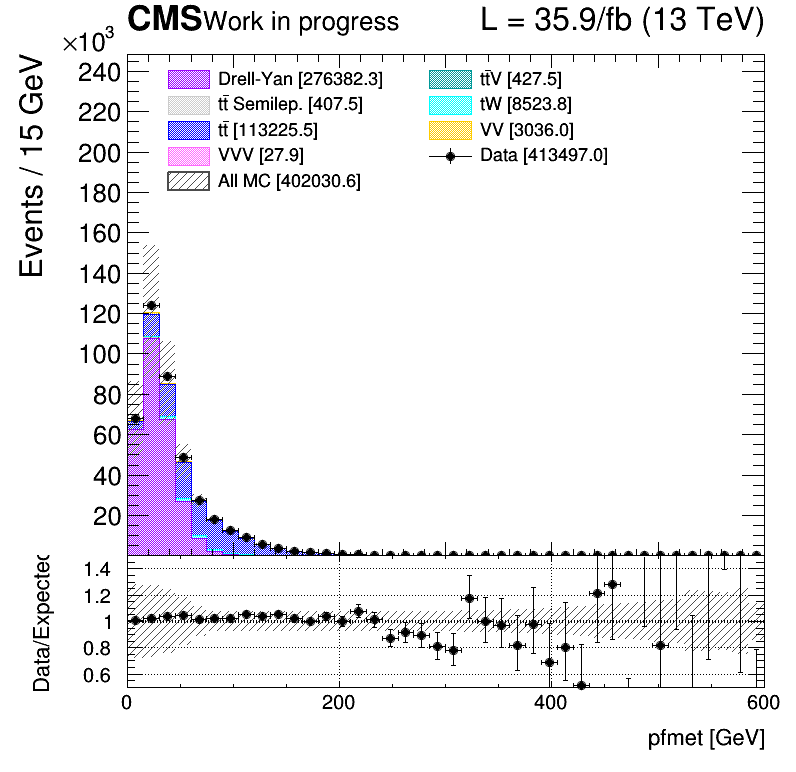 CMS Work in progress L = 35.9/fb (13 TeV)
×10³
Events / 15 GeV
240
220
200
180
160
140
120
100
80
60
40
20
Drell-Yan [276382.3]
tt̄ Semilep. [407.5]
tt̄ [113225.5]
VVV [27.9]
All MC [402030.6]
tt̄V [427.5]
tW [8523.8]
VV [3036.0]
Data [413497.0]
Data/Expected
1.4
1.2
1
0.8
0.6
0 200 400 600
pfmet [GeV]